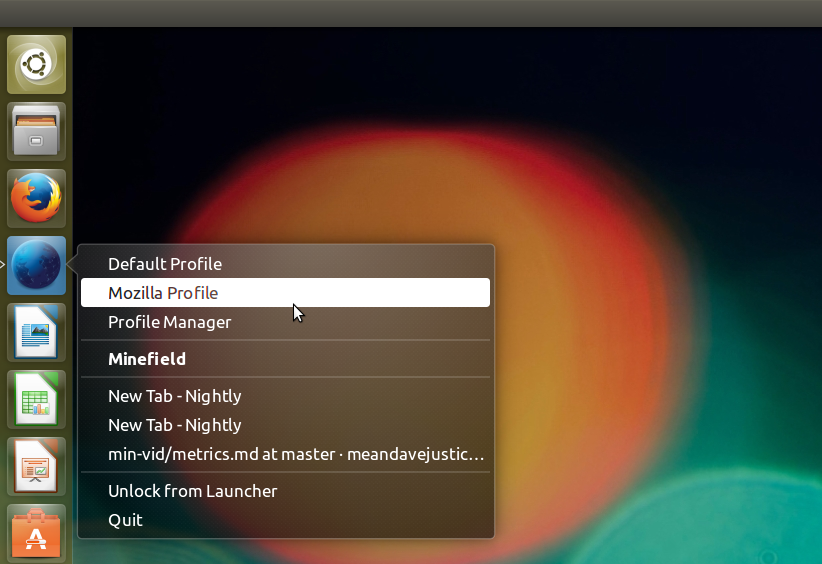 Default Profile
Mozilla Profile
Profile Manager
Minefield
New Tab - Nightly
New Tab - Nightly
min-vid/metrics.md at master · meandavejustic…
Unlock from Launcher
Quit